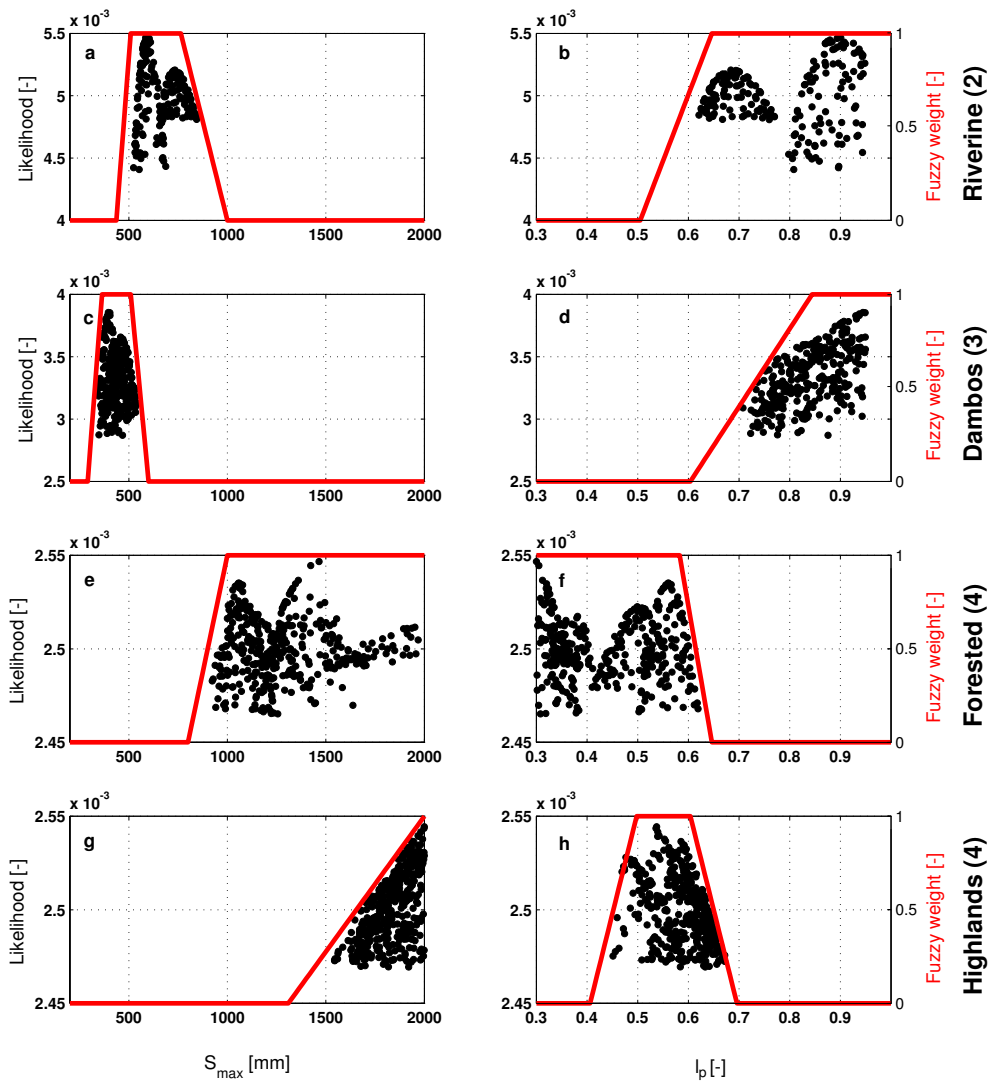 x 10-3
5.5
5
4.5
4
500 1000 1500 2000
Likelihood [-]
a
x 10-3
5.5
5
4.5
4
0.3 0.4 0.5 0.6 0.7 0.8 0.9
b
1
0.5
0
Fuzzy weight [-]
Riverine (2)
x 10-3
4
3.5
3
2.5
500 1000 1500 2000
Likelihood [-]
c
x 10-3
4
3.5
3
2.5
0.3 0.4 0.5 0.6 0.7 0.8 0.9
d
1
0.5
0
Fuzzy weight [-]
Dambos (3)
x 10-3
2.55
2.5
2.45
500 1000 1500 2000
Likelihood [-]
e
x 10-3
2.55
2.5
2.45
0.3 0.4 0.5 0.6 0.7 0.8 0.9
f
1
0.5
0
Fuzzy weight [-]
Forested (4)
x 10-3
2.55
2.5
2.45
500 1000 1500 2000
Likelihood [-]
g
x 10-3
2.55
2.5
2.45
0.3 0.4 0.5 0.6 0.7 0.8 0.9
h
1
0.5
0
Fuzzy weight [-]
Highlands (4)
Smax [mm]
lp [-]